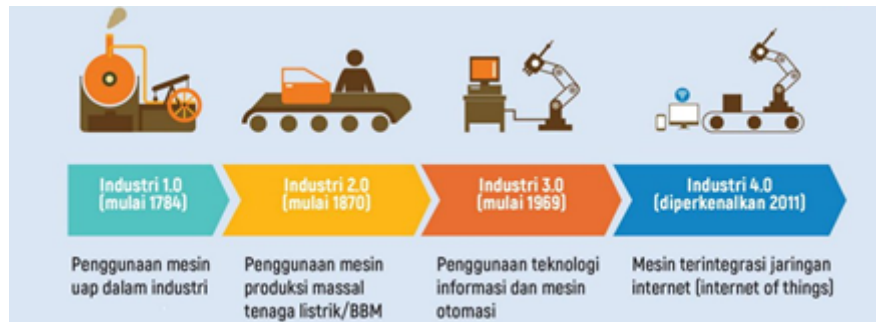 Industri 1.0
(mulai 1784)
Industri 2.0
(mulai 1870)
Industri 3.0
(mulai 1969)
Industri 4.0
(diperkenalkan 2011)
Penggunaan mesin
uap dalam industri
Penggunaan mesin
produksi massal
tenaga listrik/BBM
Penggunaan teknologi
informasi dan mesin
otomasi
Mesin terintegrasi jaringan
internet (internet of things)